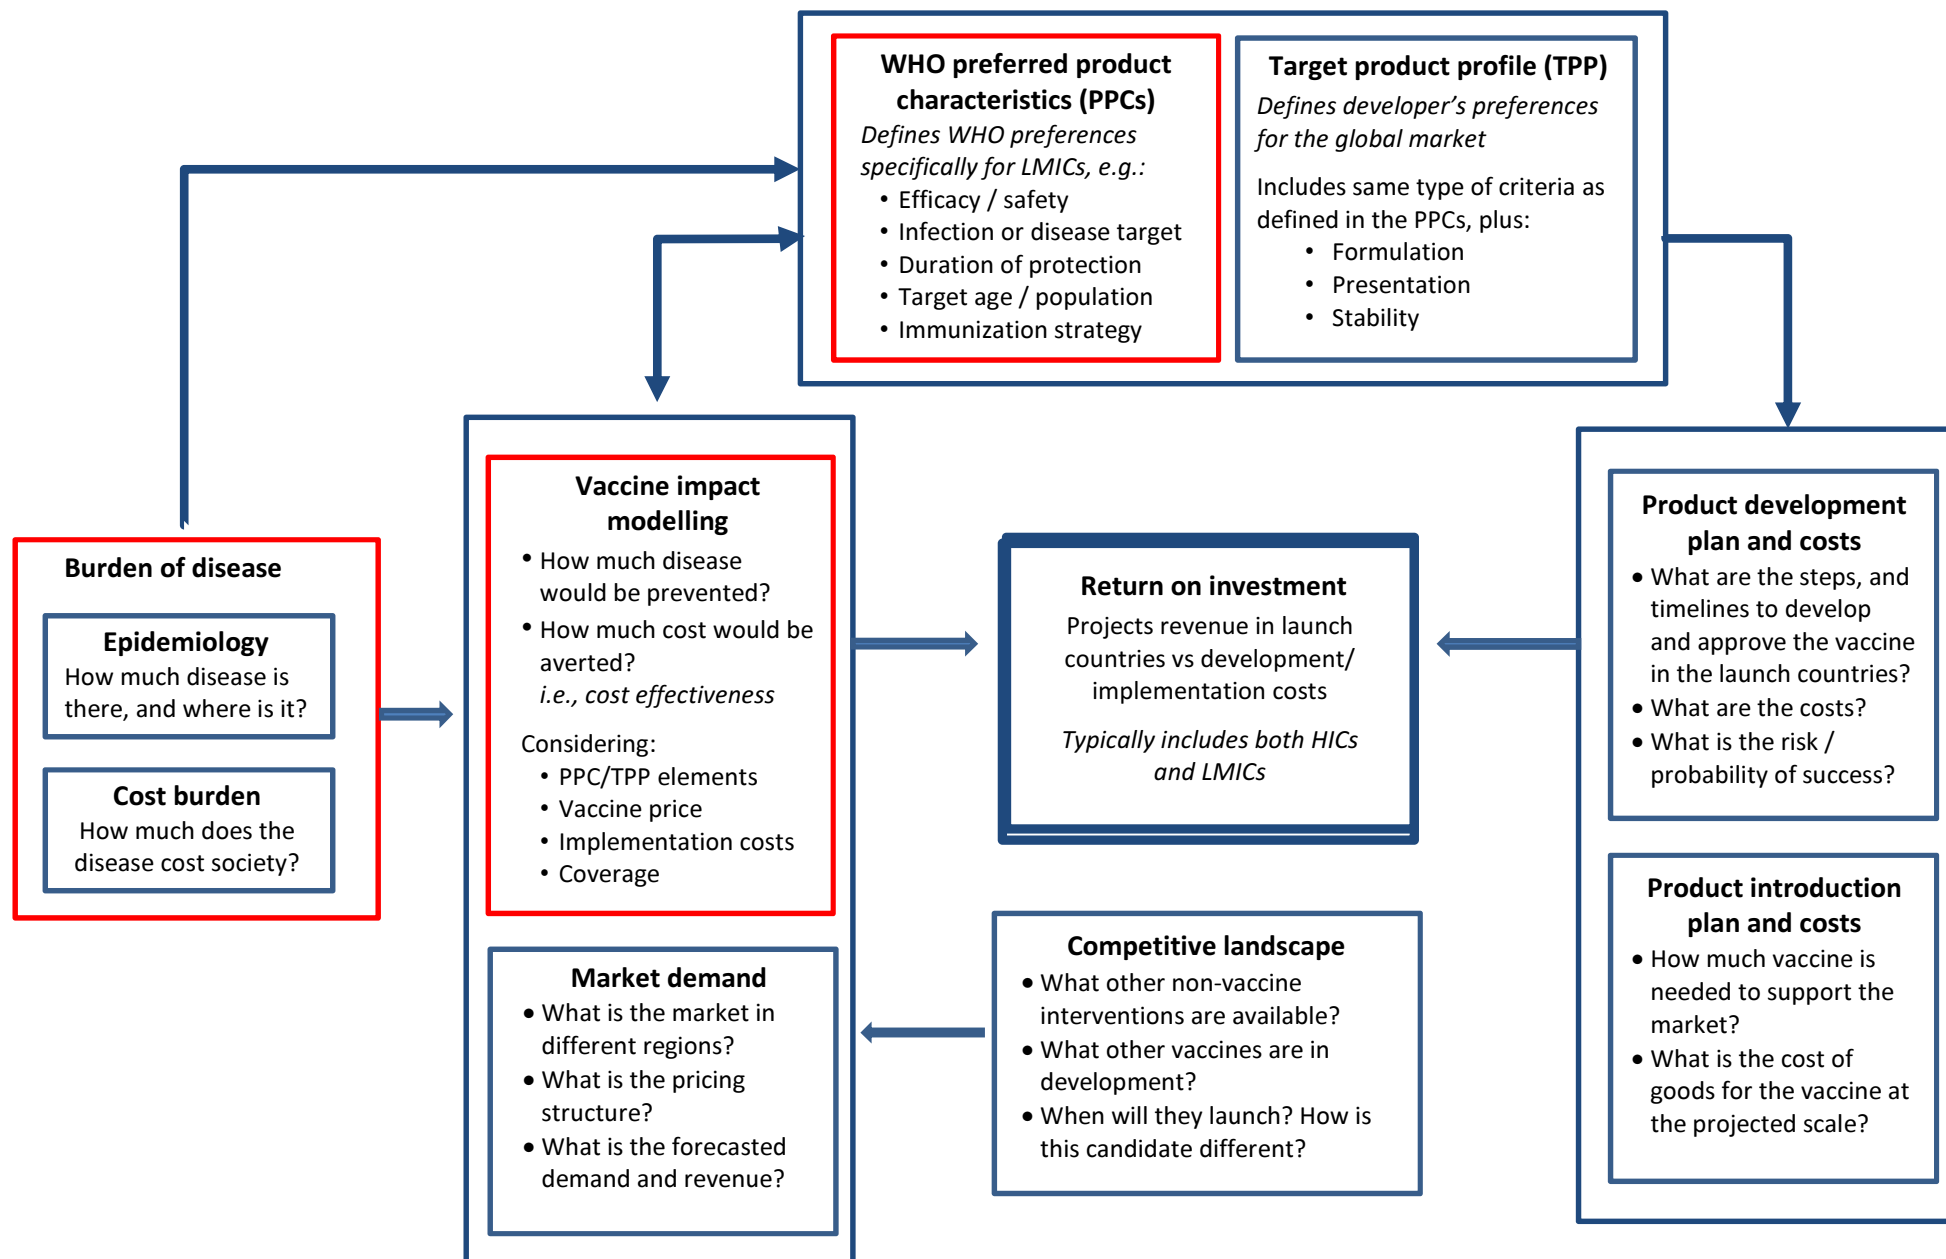 WHO preferred product
characteristics (PPCs)
Defines WHO preferences
specifically for LMICs, e.g.:
• Efficacy / safety
• Infection or disease target
• Duration of protection
• Target age / population
• Immunization strategy
Target product profile (TPP)
Defines developer’s preferences
for the global market
Includes same type of criteria as
defined in the PPCs, plus:
• Formulation
• Presentation
• Stability
Burden of disease
Epidemiology
How much disease is
there, and where is it?
Cost burden
How much does the
disease cost society?
Vaccine impact
modelling
• How much disease
would be prevented?
• How much cost would be
averted?
i.e., cost effectiveness
Considering:
• PPC/TPP elements
• Vaccine price
• Implementation costs
• Coverage
Market demand
• What is the market in
different regions?
• What is the pricing
structure?
• What is the forecasted
demand and revenue?
Return on investment
Projects revenue in launch
countries vs development/
implementation costs
Typically includes both HICs
and LMICs
Competitive landscape
• What other non-vaccine
interventions are available?
• What other vaccines are in
development?
• When will they launch? How is
this candidate different?
Product development
plan and costs
• What are the steps, and
timelines to develop
and approve the vaccine
in the launch countries?
• What are the costs?
• What is the risk /
probability of success?
Product introduction
plan and costs
• How much vaccine is
needed to support the
market?
• What is the cost of
goods for the vaccine at
the projected scale?